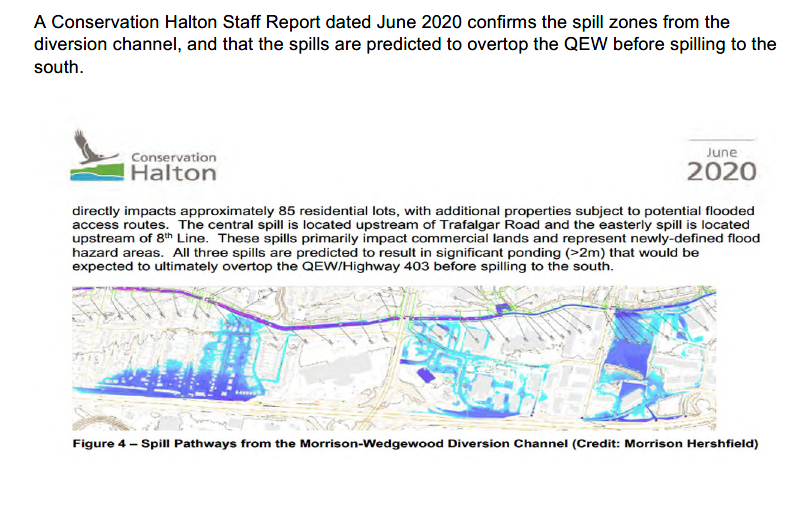 A Conservation Halton Staff Report dated June 2020 confirms the spill zones from the
diversion channel, and that the spills are predicted to overtop the QEW before spilling to the
south.
Conservation
Halton
June
2020
directly impacts approximately 85 residential lots, with additional properties subject to potential flooded
access routes. The central spill is located upstream of Trafalgar Road and the easterly spill is located
upstream of 8th Line. These spills primarily impact commercial lands and represent newly-defined flood
hazard areas. All three spills are predicted to result in significant ponding (>2m) that would be
expected to ultimately overtop the QEW/Highway 403 before spilling to the south.
Figure 4 – Spill Pathways from the Morrison-Wedgewood Diversion Channel (Credit: Morrison Hershfield)